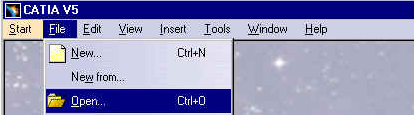 CATIA V5
Start File Edit View Insert Tools Window Help
New... Ctrl+N
New from...
Open... Ctrl+O